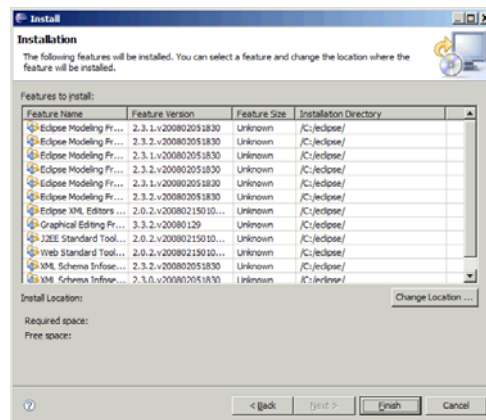 Install
Installation
The following features will be installed. You can select a feature and change the location where the
feature will be installed.
Features to install:
Feature Name Feature Version Feature Size Installation Directory
Eclipse Modeling Fr... 2.3.1.v200802051830 Unknown /C:/eclipse/
Eclipse Modeling Fr... 2.3.2.v200802051830 Unknown /C:/eclipse/
Eclipse Modeling Fr... 2.3.1.v200802051830 Unknown /C:/eclipse/
Eclipse Modeling Fr... 2.3.2.v200802051830 Unknown /C:/eclipse/
Eclipse Modeling Fr... 2.3.1.v200802051830 Unknown /C:/eclipse/
Eclipse XML Editors ... 2.0.2.v20080215010... Unknown /C:/eclipse/
Graphical Editing Fr... 3.3.2.v20080129 Unknown /C:/eclipse/
J2EE Standard Tool... 2.0.2.v20080215010... Unknown /C:/eclipse/
Web Standard Tool... 2.0.2.v20080215010... Unknown /C:/eclipse/
XML Schema Infose... 2.3.2.v200802051830 Unknown /C:/eclipse/
XML Schema Infose... 2.3.0.v200802051830 Unknown /C:/eclipse/
Install Location:
Change Location ...
Required space:
Free space:
? < Back Next > Finish Cancel